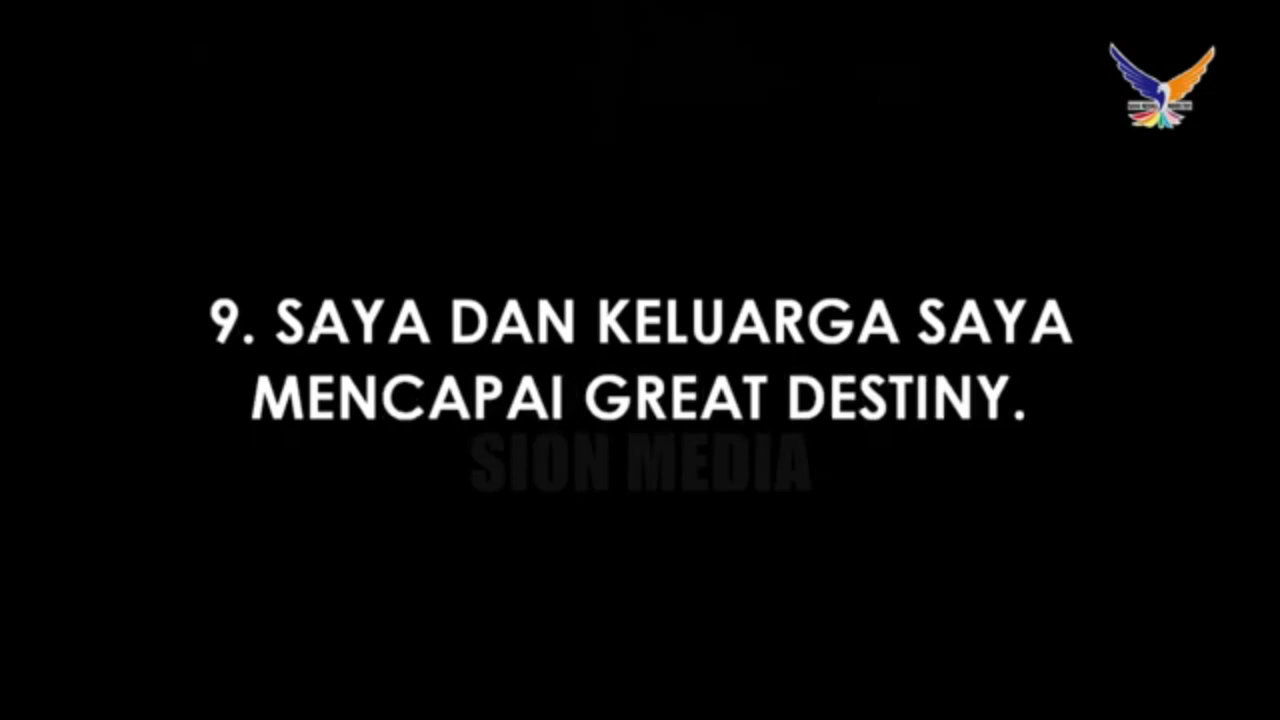 9. SAYA DAN KELUARGA SAYA
MENCAPAI GREAT DESTINY.
SION MEDIA